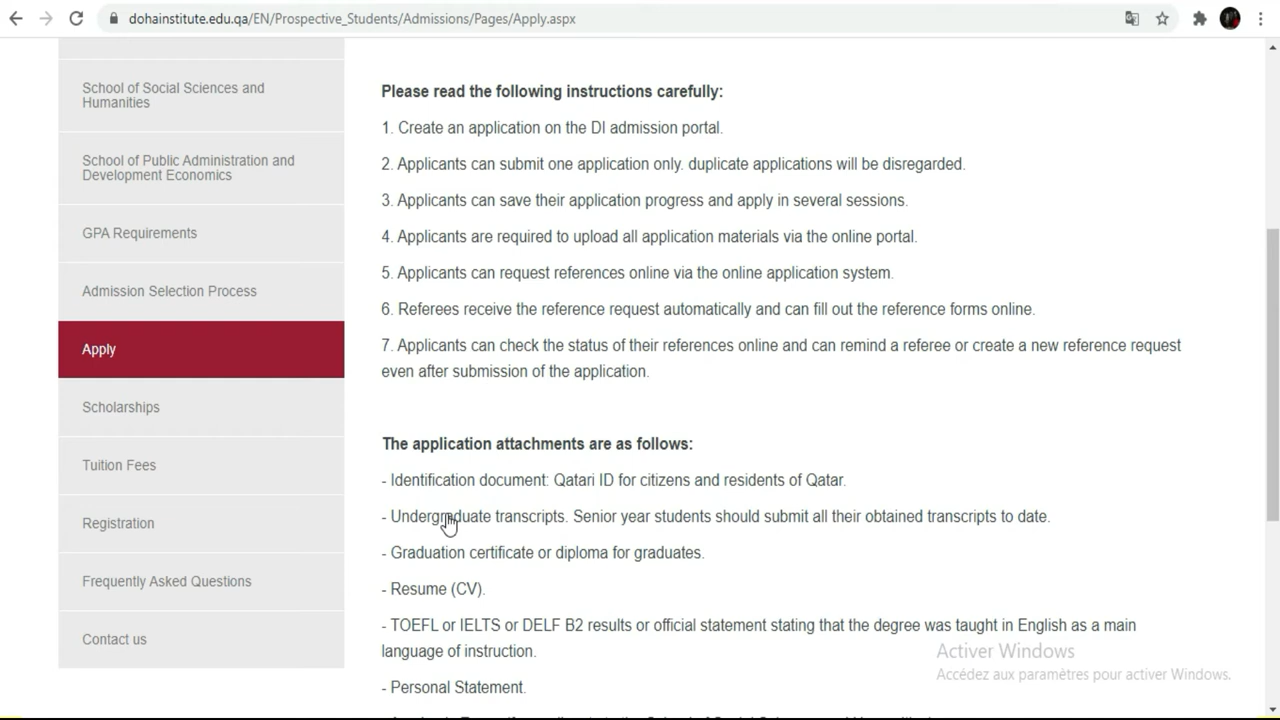 dohainstitute.edu.qa/EN/Prospective_Students/Admissions/Pages/Apply.aspx
School of Social Sciences and
Humanities
School of Public Administration and
Development Economics
GPA Requirements
Admission Selection Process
Apply
Scholarships
Tuition Fees
Registration
Frequently Asked Questions
Contact us
Please read the following instructions carefully:
1. Create an application on the DI admission portal.
2. Applicants can submit one application only. duplicate applications will be disregarded.
3. Applicants can save their application progress and apply in several sessions.
4. Applicants are required to upload all application materials via the online portal.
5. Applicants can request references online via the online application system.
6. Referees receive the reference request automatically and can fill out the reference forms online.
7. Applicants can check the status of their references online and can remind a referee or create a new reference request
even after submission of the application.
The application attachments are as follows:
- Identification document: Qatari ID for citizens and residents of Qatar.
- Undergraduate transcripts. Senior year students should submit all their obtained transcripts to date.
- Graduation certificate or diploma for graduates.
- Resume (CV).
- TOEFL or IELTS or DELF B2 results or official statement stating that the degree was taught in English as a main
language of instruction.
- Personal Statement.
Activer Windows
Accédez aux paramètres pour activer Windows.